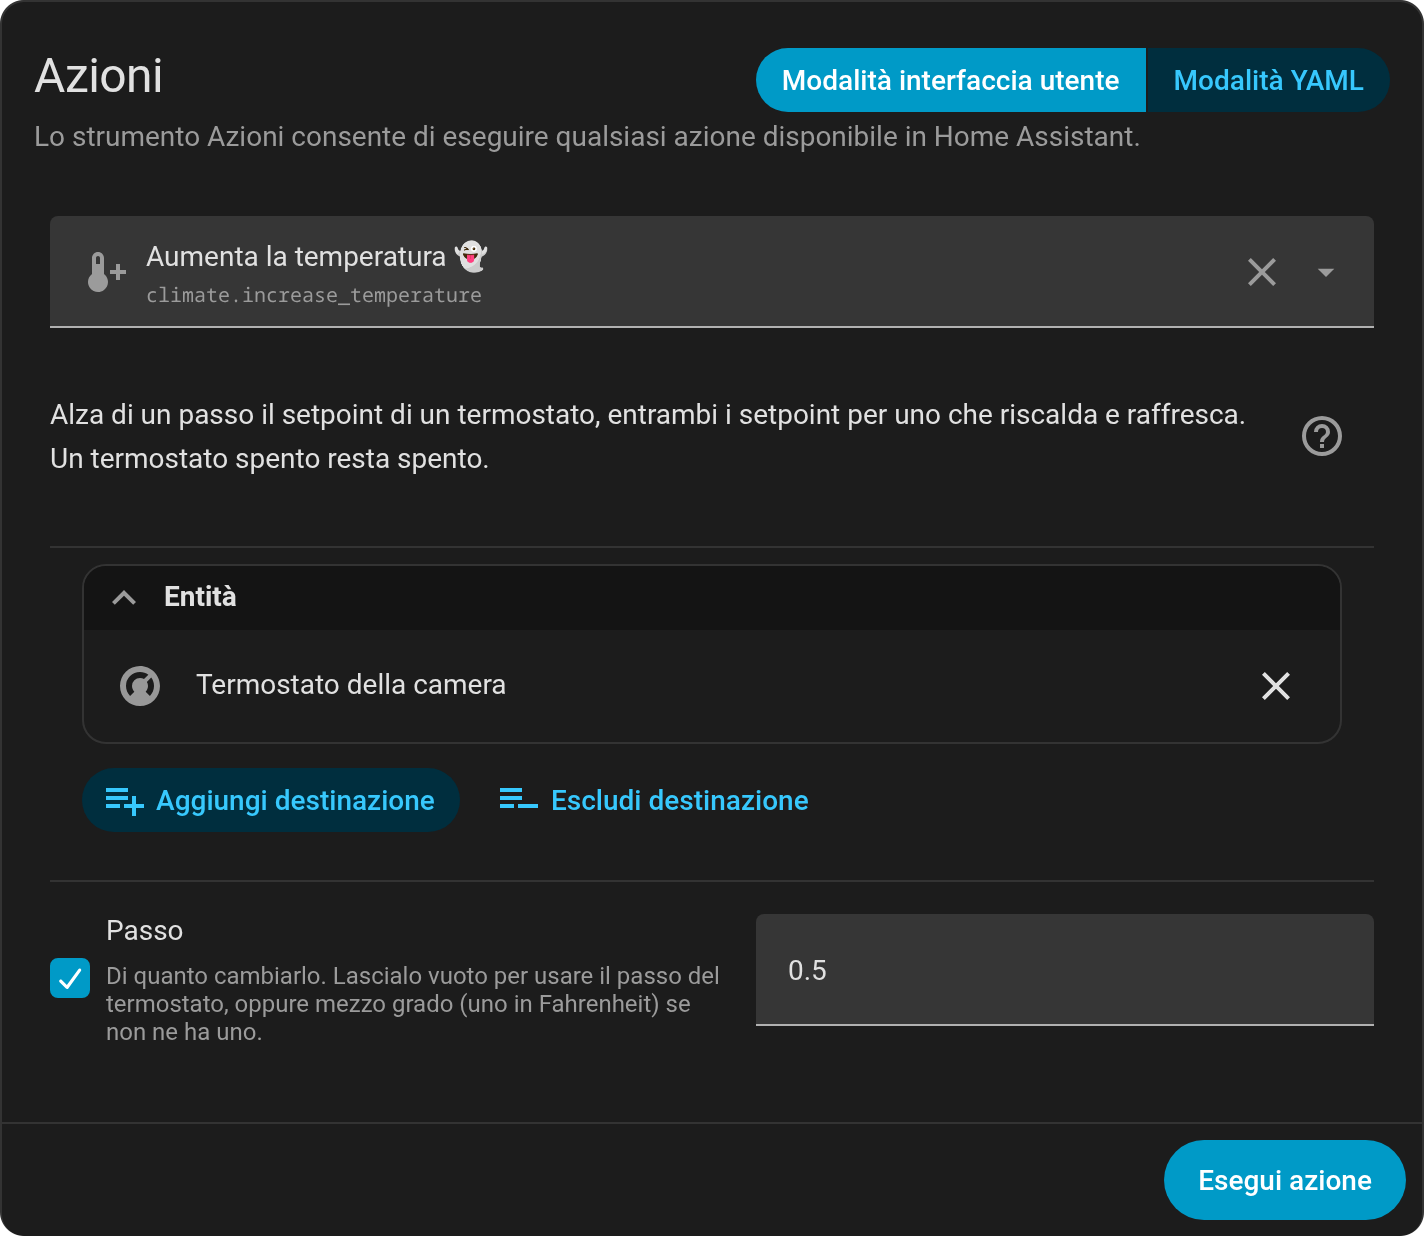 Azioni
Modalità interfaccia utente
Modalità YAML
Lo strumento Azioni consente di eseguire qualsiasi azione disponibile in Home Assistant.
Aumenta la temperatura 👻
climate.increase_temperature
Alza di un passo il setpoint di un termostato, entrambi i setpoint per uno che riscalda e raffresca.
Un termostato spento resta spento.
Entità
Termostato della camera
Aggiungi destinazione
Escludi destinazione
Passo
Di quanto cambiarlo. Lascialo vuoto per usare il passo del
termostato, oppure mezzo grado (uno in Fahrenheit) se
non ne ha uno.
0.5
Esegui azione